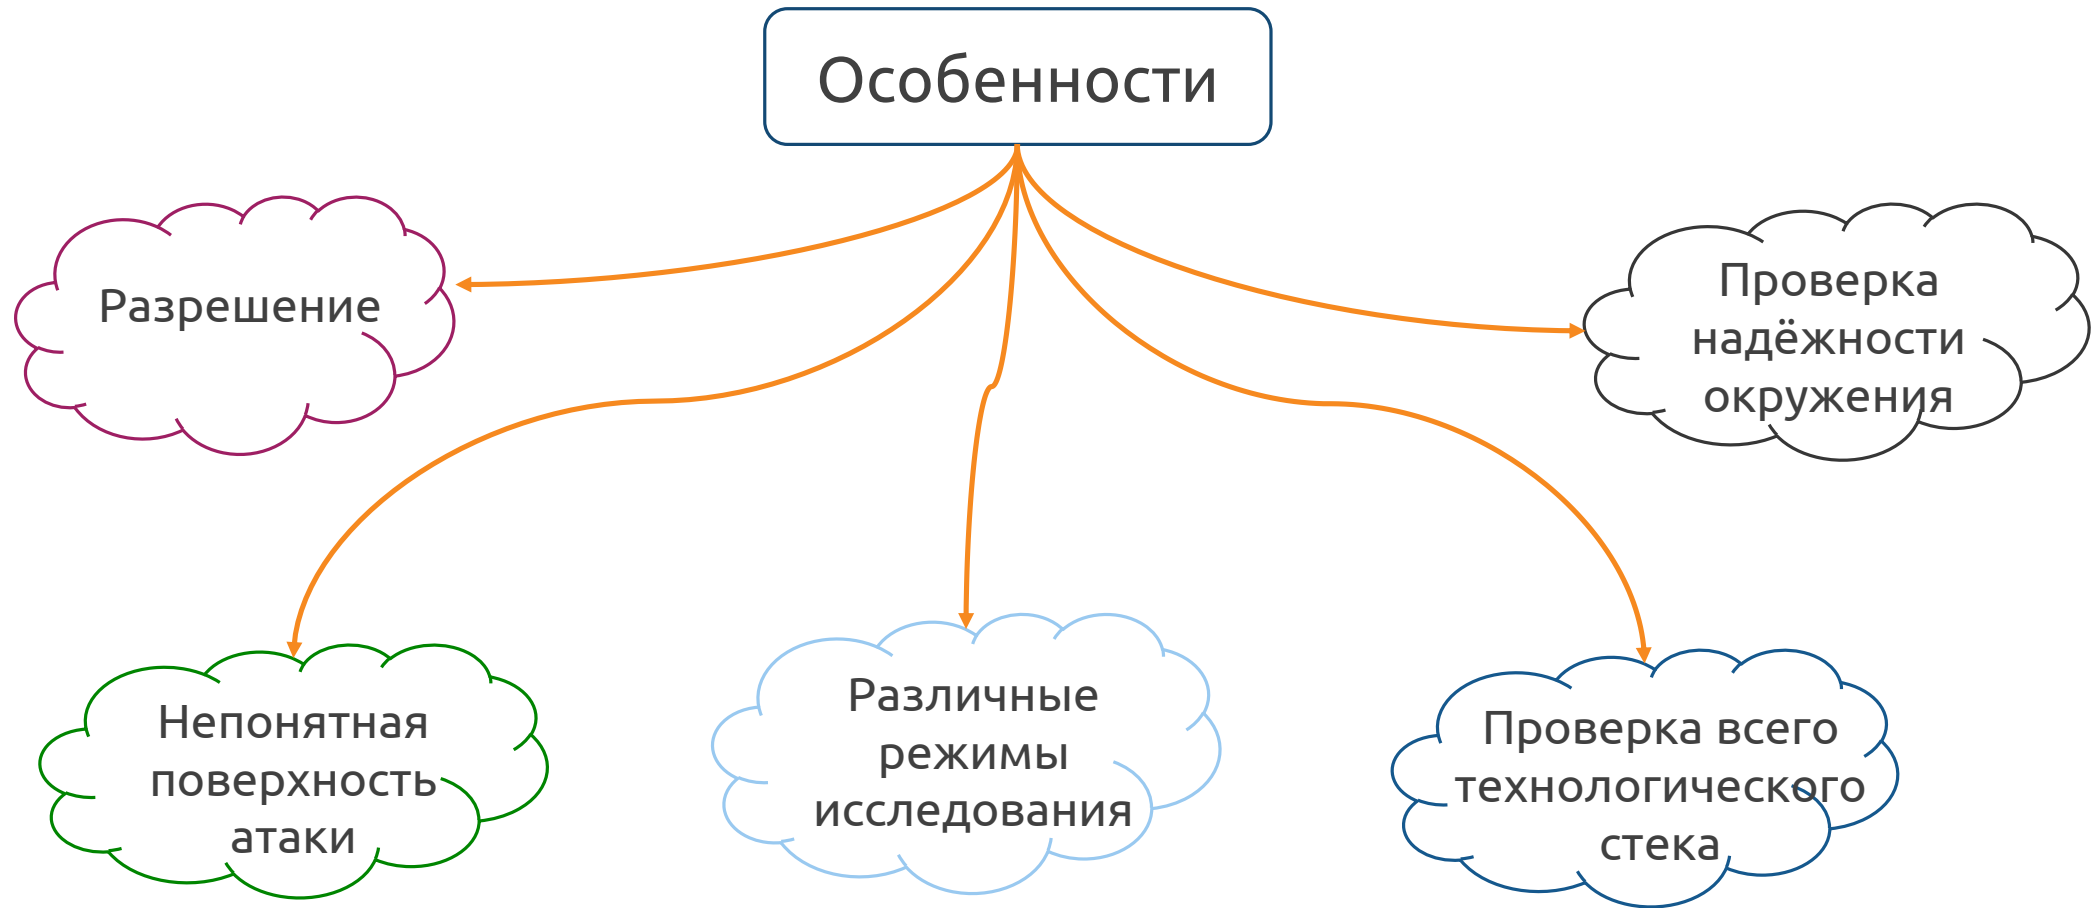 Особенности
Разрешение
Проверка
надёжности
окружения
Непонятная
поверхность
атаки
Различные
режимы
исследования
Проверка всего
технологического
стека